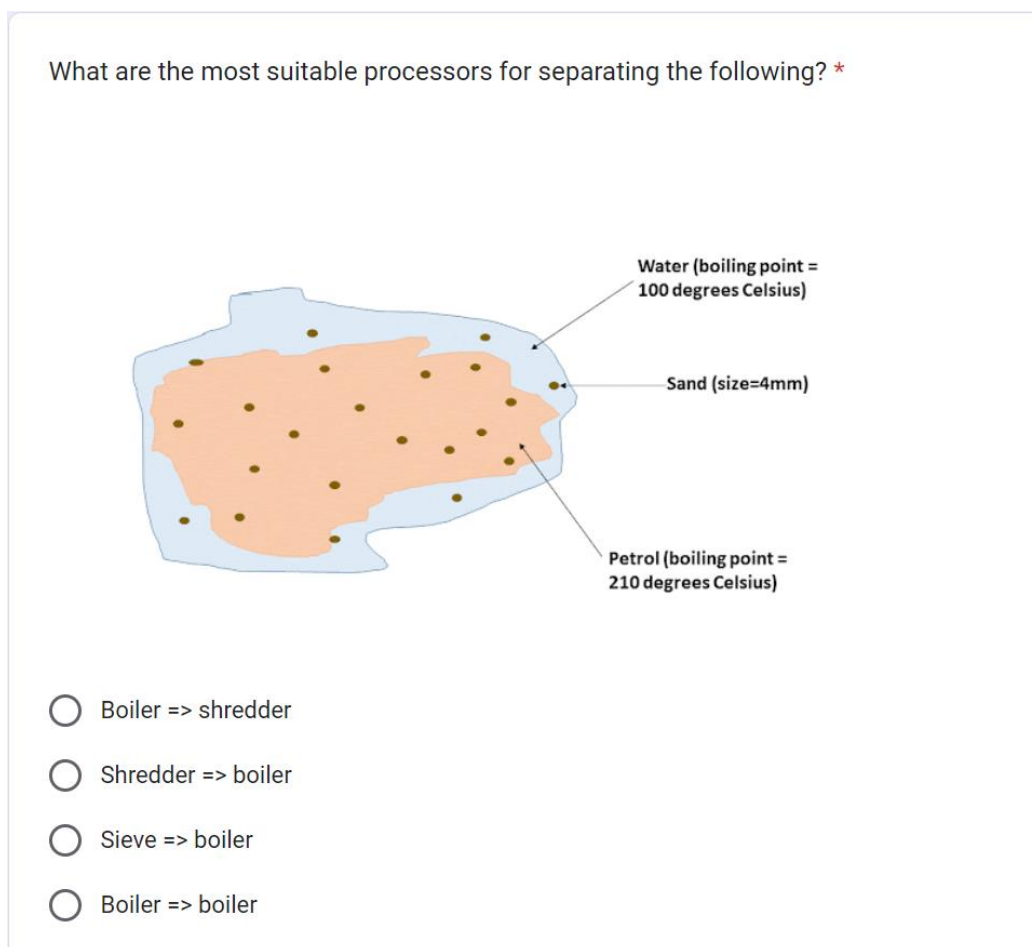 What are the most suitable processors for separating the following? *
Water (boiling point =
100 degrees Celsius)
Sand (size=4mm)
Petrol (boiling point =
210 degrees Celsius)
Boiler => shredder
Shredder => boiler
Sieve => boiler
Boiler => boiler